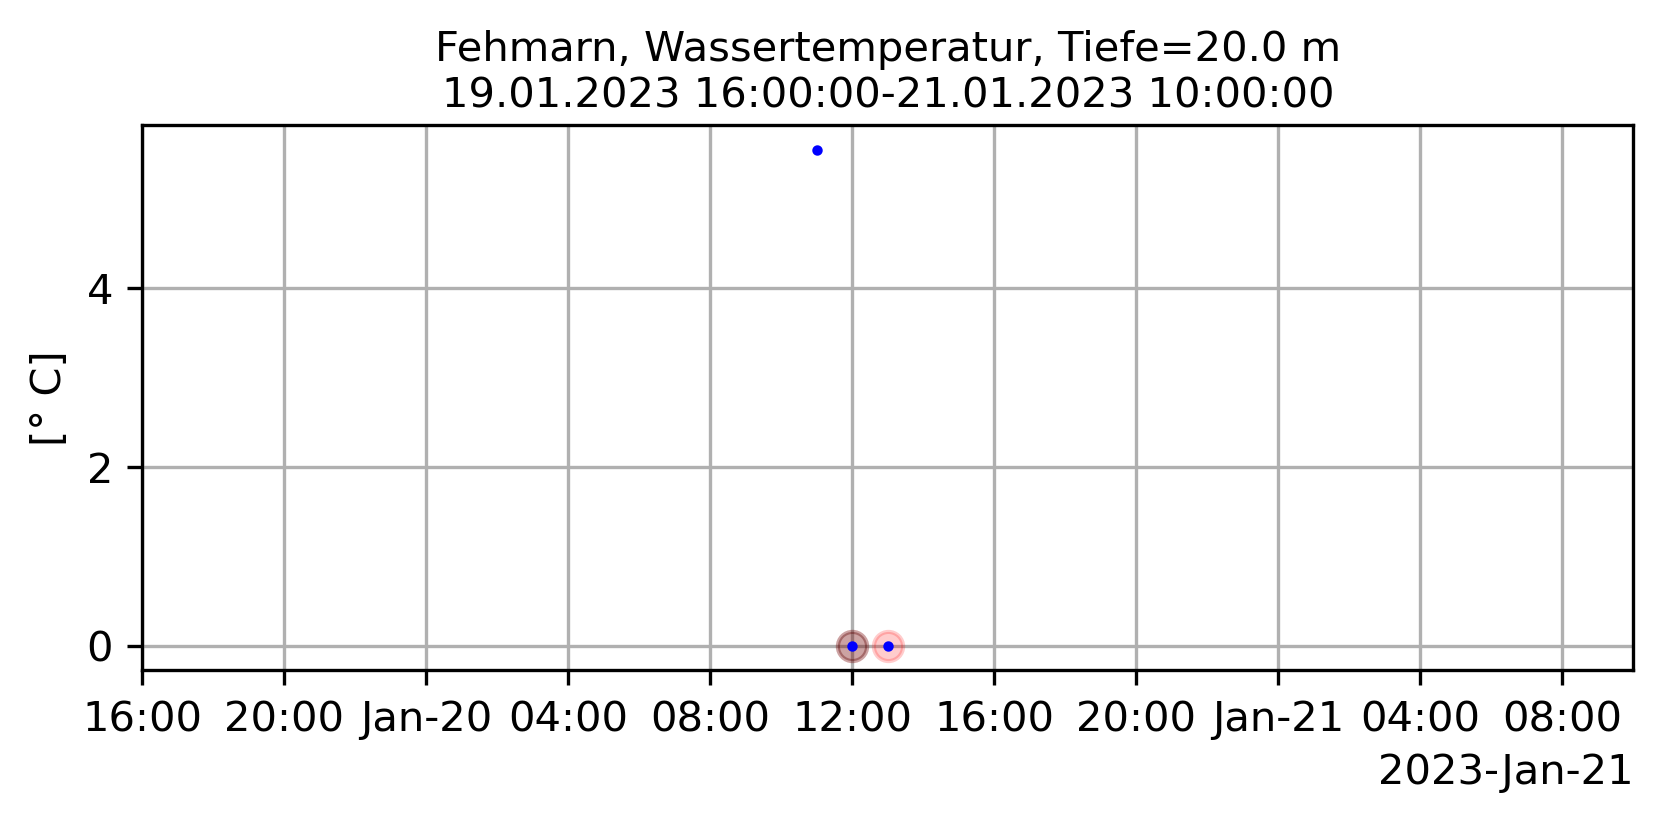 Fehmarn, Wassertemperatur, Tiefe=20.0 m
19.01.2023 16:00:00-21.01.2023 10:00:00
4
2
0
[° C]
16:00 20:00 Jan-20 04:00 08:00 12:00 16:00 20:00 Jan-21 04:00 08:00
2023-Jan-21